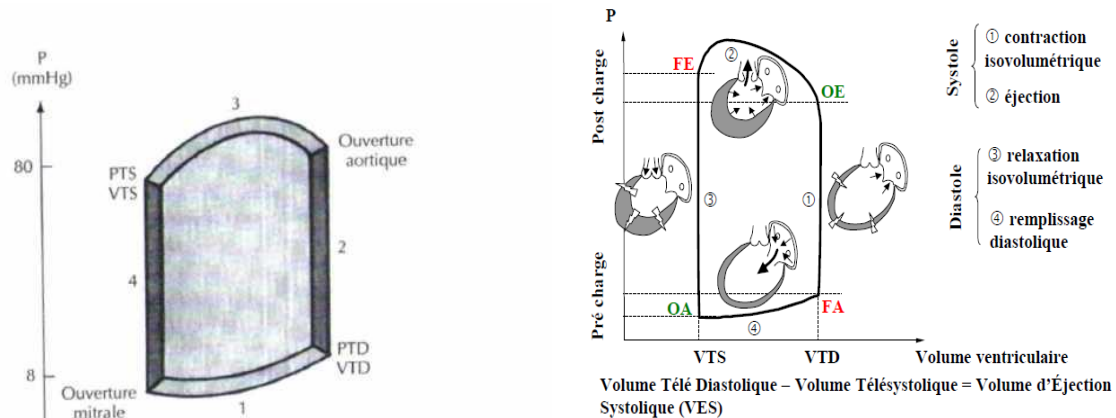 P
(mmHg)
3
80
PTS
VTS
Ouverture
aortique
4
2
PTD
VTD
8
Ouverture
mitrale
1
P
Post charge
Pré charge
FE
②
OE
③
①
OA
④
FA
VTS
VTD
Volume ventriculaire
Volume Télé Diastolique – Volume Télésystolique = Volume d'Éjection
Systolique (VES)
Systole
① contraction
isovolumétrique
② éjection
Diastole
③ relaxation
isovolumétrique
④ remplissage
diastolique